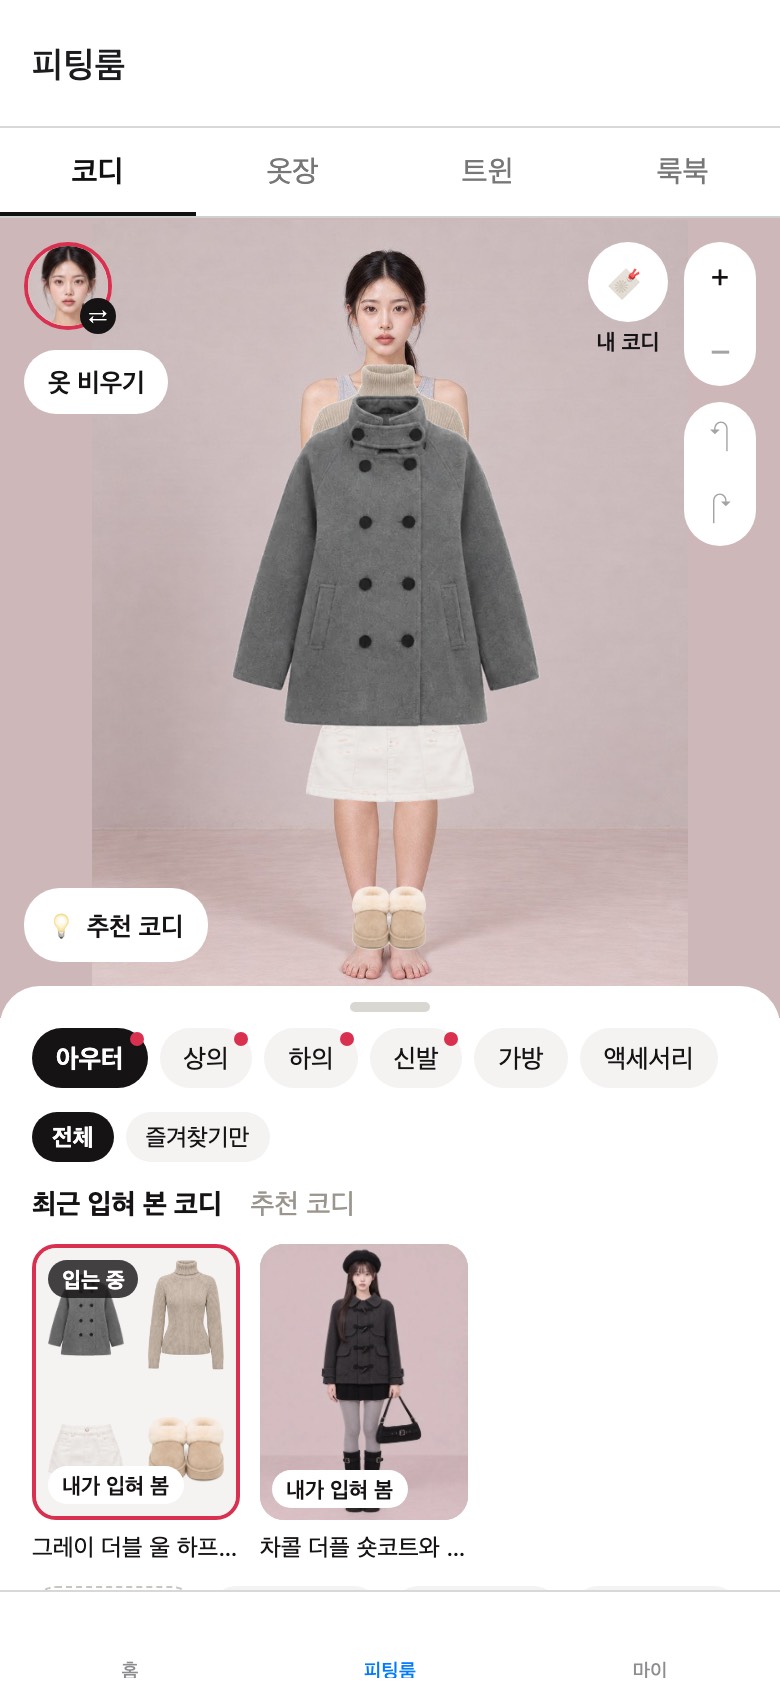 피팅룸
코디 옷장 트윈 룩북
옷 비우기
내 코디
추천 코디
아우터 상의 하의 신발 가방 액세서리
전체 즐겨찾기만
최근 입혀 본 코디 추천 코디
입는 중
내가 입혀 봄 내가 입혀 봄
그레이 더블 울 하프... 차콜 더플 숏코트와 ...
홈 피팅룸 마이